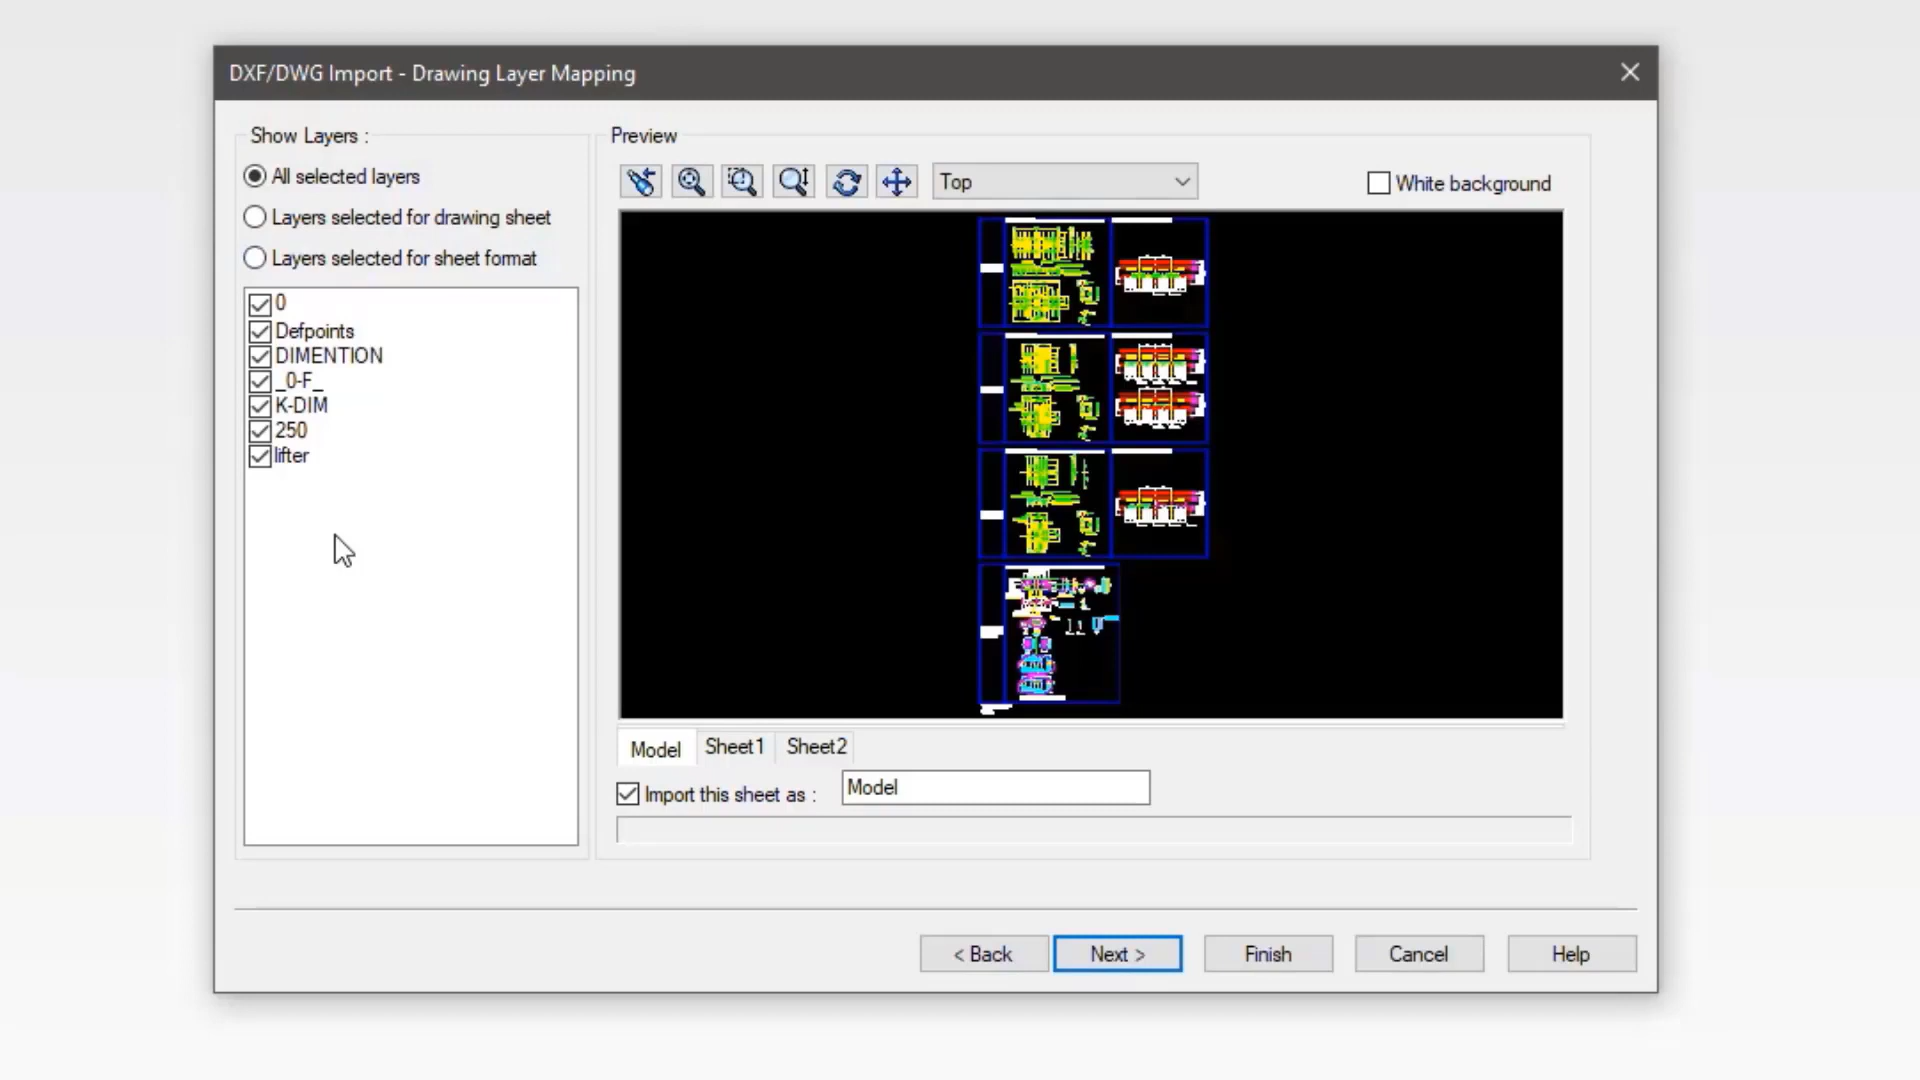 DXF/DWG Import - Drawing Layer Mapping
Show Layers :
All selected layers
Layers selected for drawing sheet
Layers selected for sheet format
0
Defpoints
DIMENTION
_0-F_
K-DIM
250
lifter
Preview
Top
White background
Model
Sheet1
Sheet2
Import this sheet as :
Model
< Back
Next >
Finish
Cancel
Help